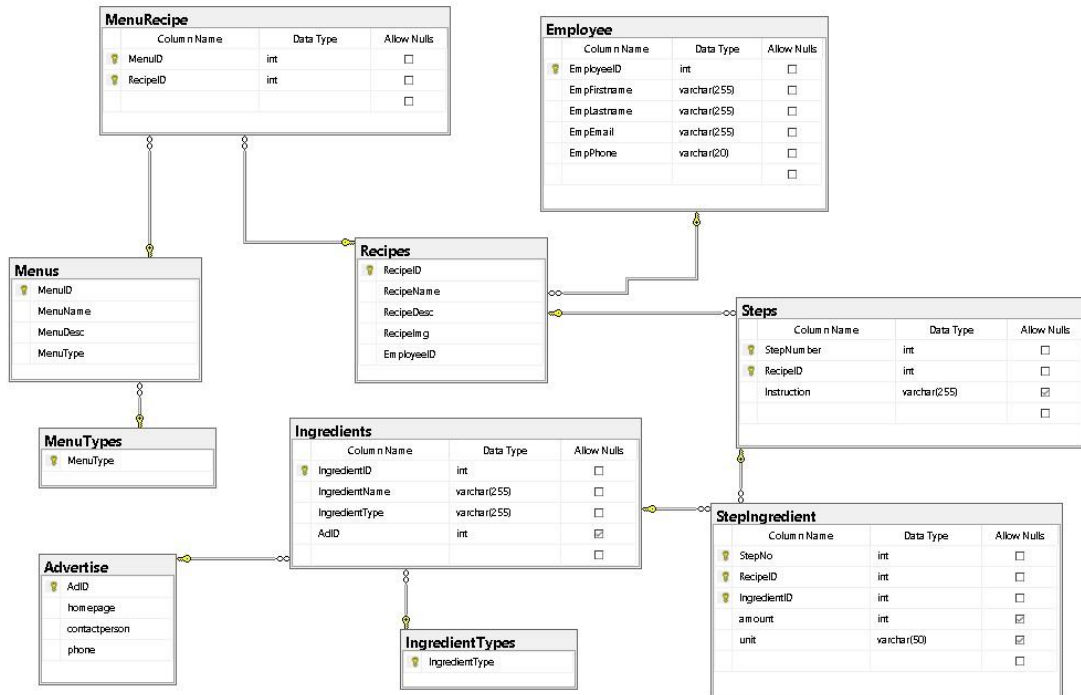 MenuRecipe
Column Name Data Type Allow Nulls
MenuID int
RecipeID int
Employee
Column Name Data Type Allow Nulls
EmployeeID int
EmpFirstname varchar(255)
EmpLastname varchar(255)
EmpEmail varchar(255)
EmpPhone varchar(20)
Menus
MenuID
MenuName
MenuDesc
MenuType
Recipes
RecipeID
RecipeName
RecipeDesc
RecipeImg
EmployeeID
Steps
Column Name Data Type Allow Nulls
StepNumber int
RecipeID int
Instruction varchar(255)
MenuTypes
MenuType
Ingredients
Column Name Data Type Allow Nulls
IngredientID int
IngredientName varchar(255)
IngredientType varchar(255)
AdID int
StepIngredient
Column Name Data Type Allow Nulls
StepNo int
RecipeID int
IngredientID int
amount int
unit varchar(50)
Advertise
AdID
homepage
contactperson
phone
IngredientTypes
IngredientType